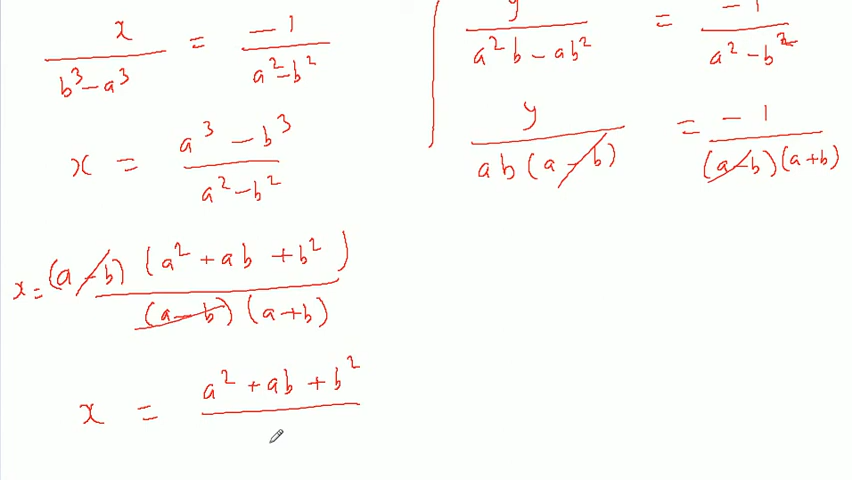 x / (b³ – a³) = –1 / (a² – b²)
x = (a³ – b³) / (a² – b²)
x = (a – b) (a² + ab + b²) / (a – b) (a + b)
x = a² + ab + b² /
y / (a²b – ab²) = –1 / (a² – b²)
y / ab (a – b) = –1 / (a – b) (a + b)